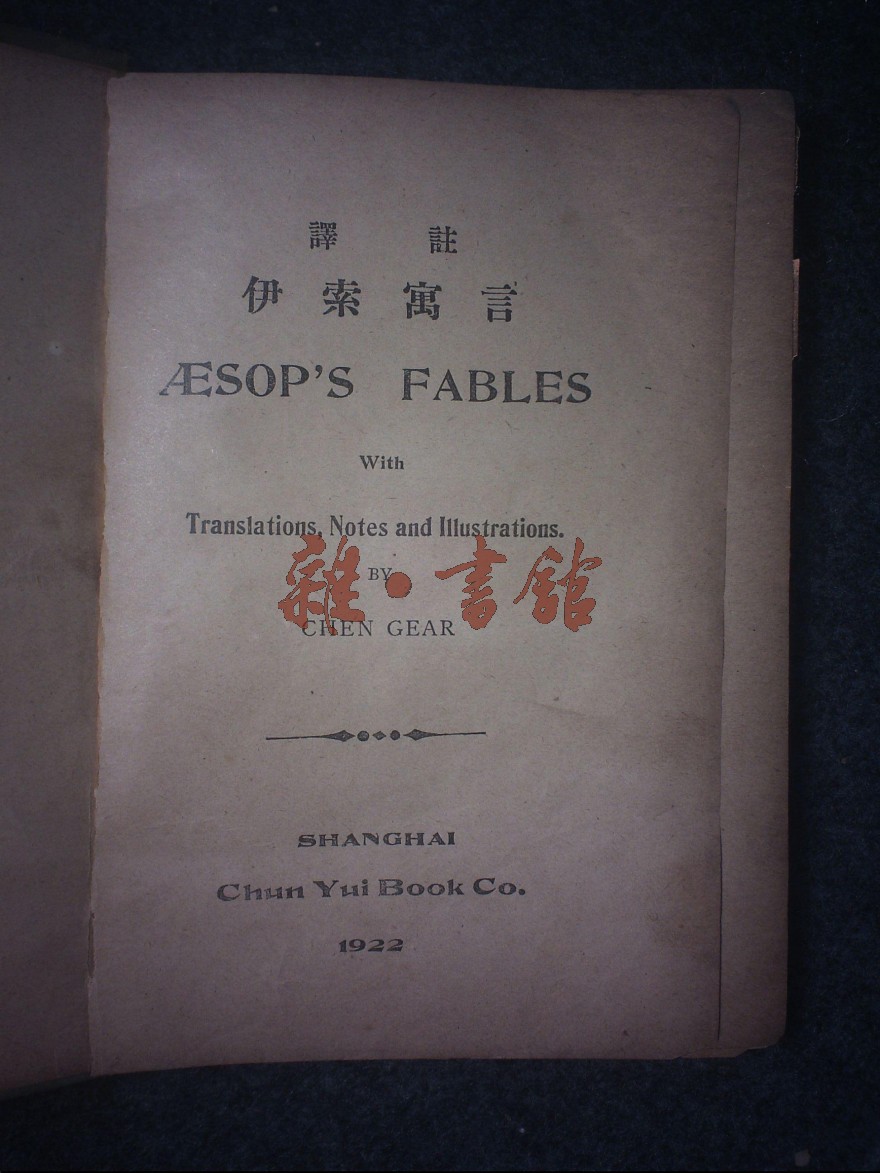 譯 註
伊索寓言
ÆSOP'S FABLES
With
Translations, Notes and Illustrations.
BY
雜·書館
CHEN GEAR
SHANGHAI
Chun Yui Book Co.
1922